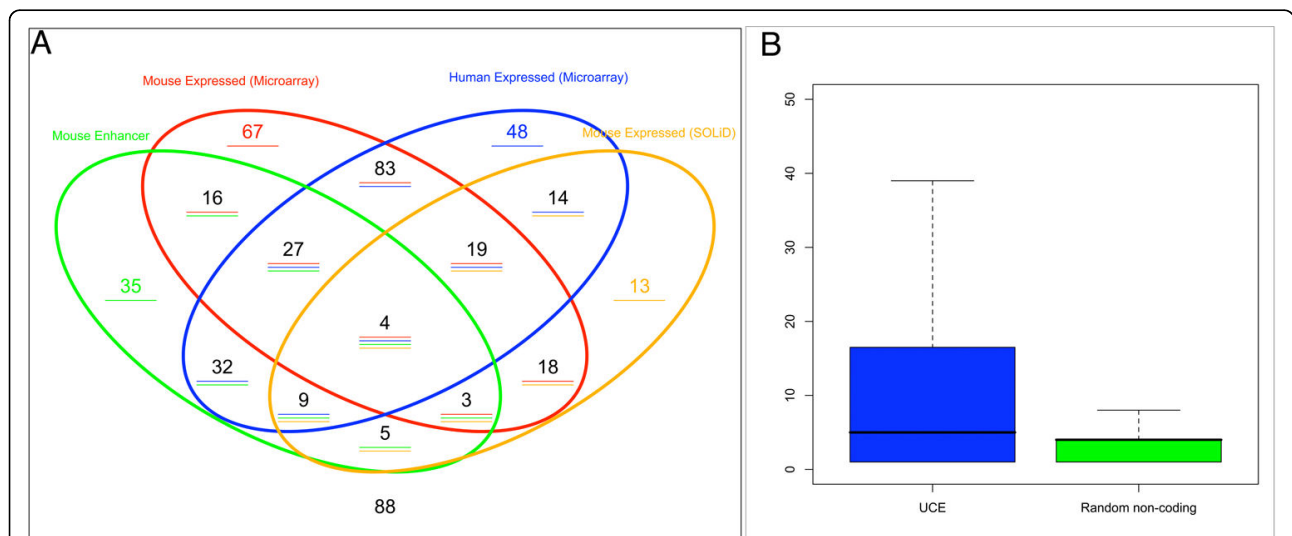 A
B
Mouse Expressed (Microarray)
Human Expressed (Microarray)
Mouse Enhancer
Mouse Expressed (SOLiD)
67
48
83
16
14
27
19
35
13
4
32
18
9
3
5
88
50
40
30
20
10
0
UCE
Random non-coding